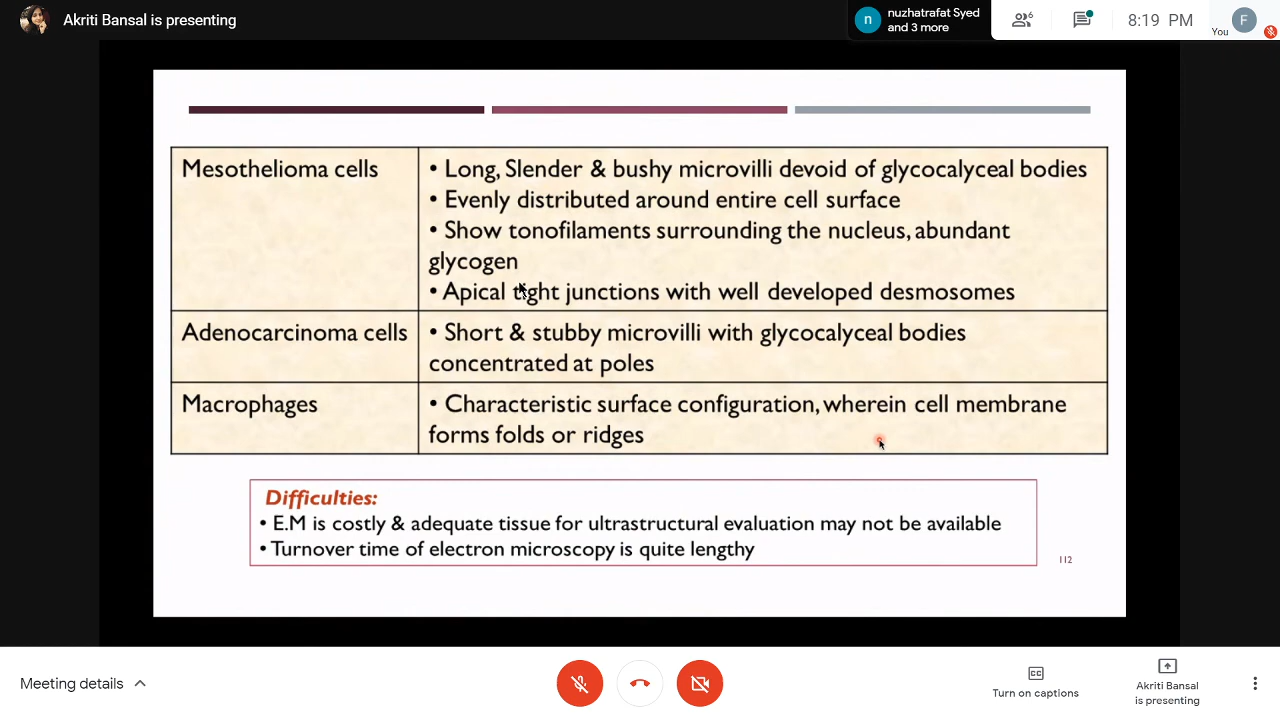 Akriti Bansal is presenting
n
nuzhatrafat Syed
and 3 more
6
8:19 PM
You
F
Mesothelioma cells
• Long, Slender & bushy microvilli devoid of glycocalyceal bodies
• Evenly distributed around entire cell surface
• Show tonofilaments surrounding the nucleus, abundant
glycogen
• Apical tight junctions with well developed desmosomes
Adenocarcinoma cells
• Short & stubby microvilli with glycocalyceal bodies
concentrated at poles
Macrophages
• Characteristic surface configuration, wherein cell membrane
forms folds or ridges
Difficulties:
• E.M is costly & adequate tissue for ultrastructural evaluation may not be available
• Turnover time of electron microscopy is quite lengthy
112
Meeting details
CC
Turn on captions
Akriti Bansal
is presenting